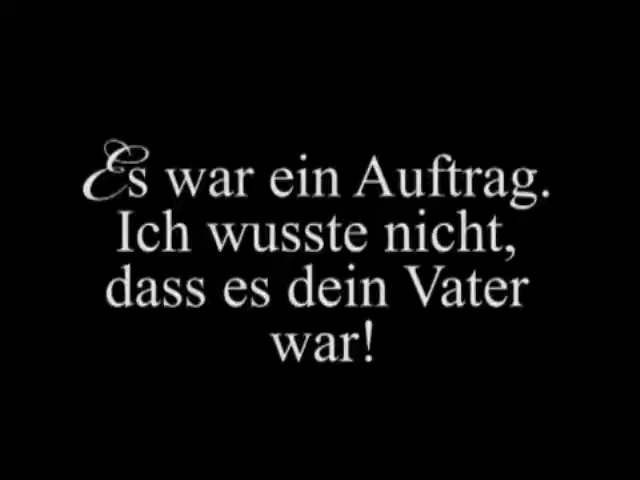 Es war ein Auftrag.
Ich wusste nicht,
dass es dein Vater
war!